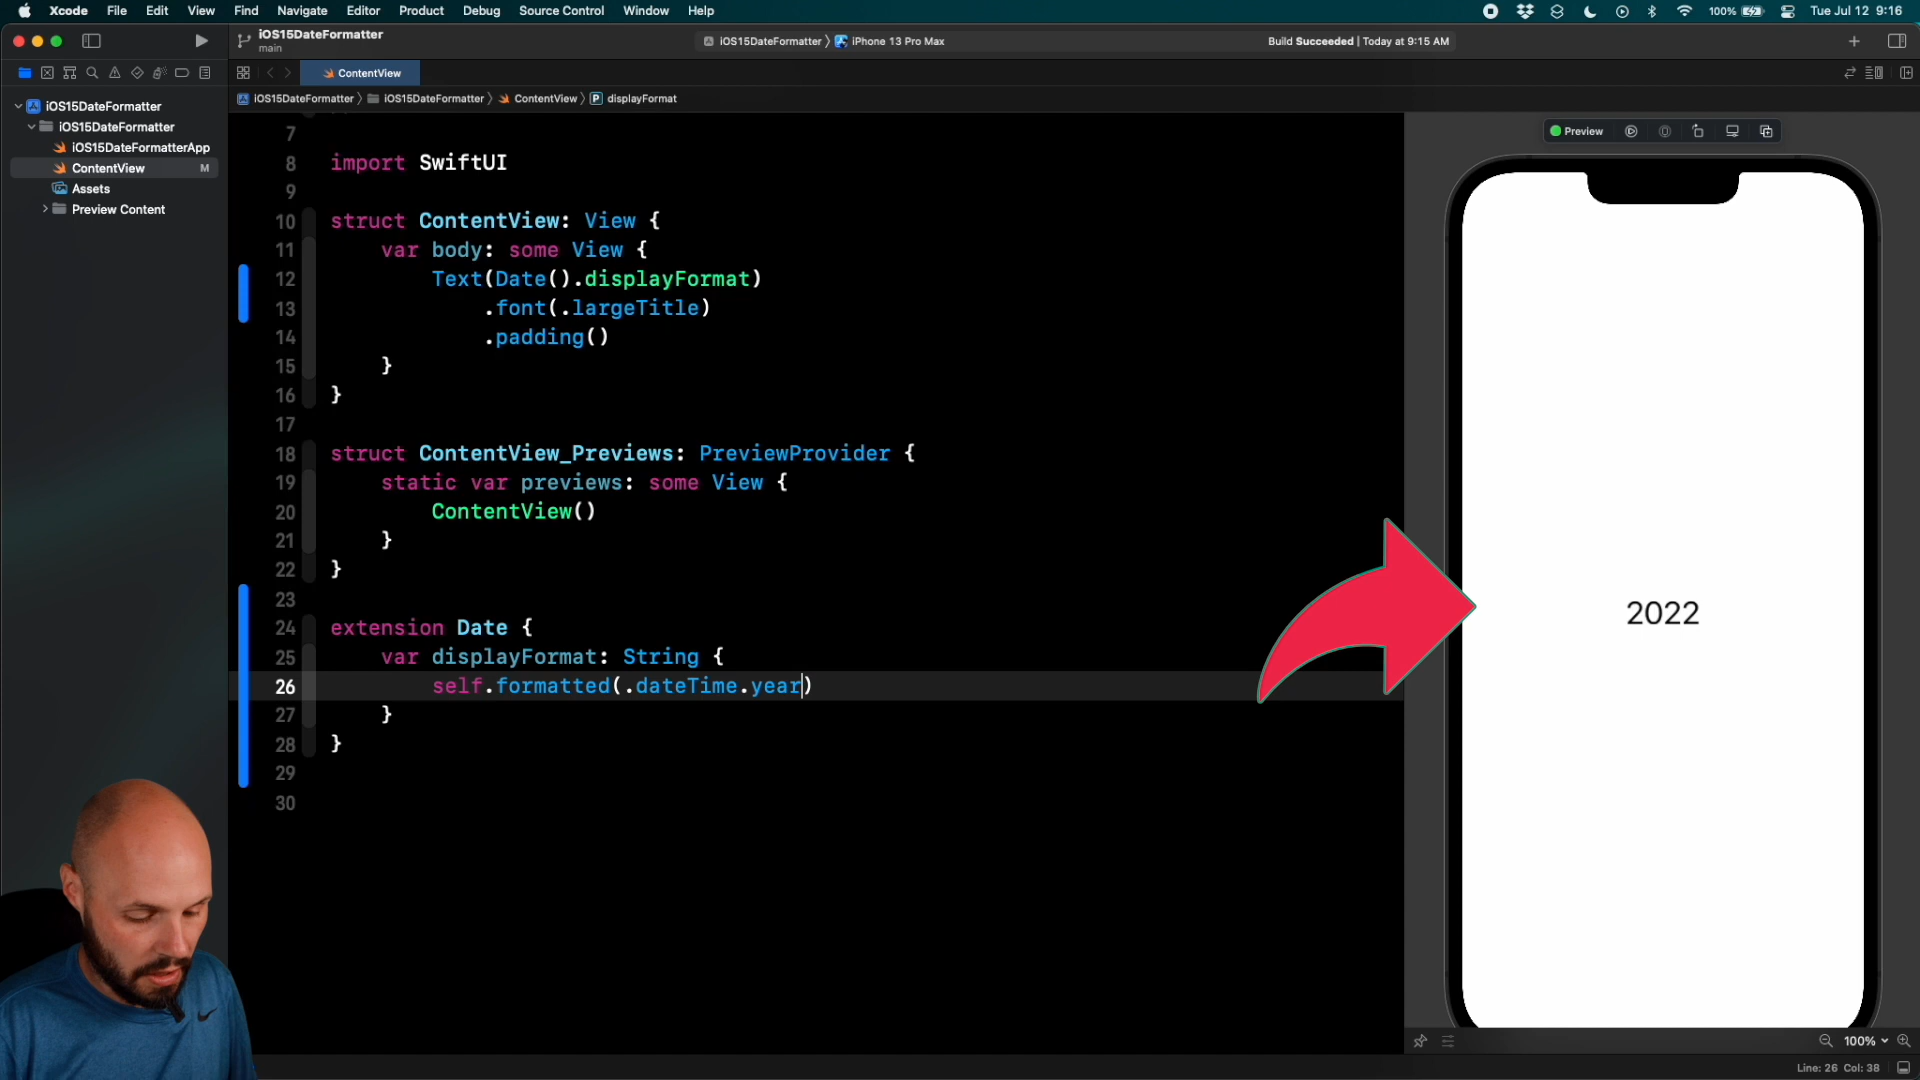 Xcode File Edit View Find Navigate Editor Product Debug Source Control Window Help 100% Tue Jul 12 9:16
iOS15DateFormatter
main
iOS15DateFormatter iPhone 13 Pro Max
Build Succeeded | Today at 9:15 AM
ContentView
iOS15DateFormatter iOS15DateFormatter ContentView P displayFormat
iOS15DateFormatter
iOS15DateFormatter
iOS15DateFormatterApp
ContentView M
Assets
Preview Content
7
8 import SwiftUI
9
10 struct ContentView: View {
11 var body: some View {
12 Text(Date().displayFormat)
13 .font(.largeTitle)
14 .padding()
15 }
16 }
17
18 struct ContentView_Previews: PreviewProvider {
19 static var previews: some View {
20 ContentView()
21 }
22 }
23
24 extension Date {
25 var displayFormat: String {
26 self.formatted(.dateTime.year)
27 }
28 }
29
30
Preview
2022
100%
Line: 26 Col: 38